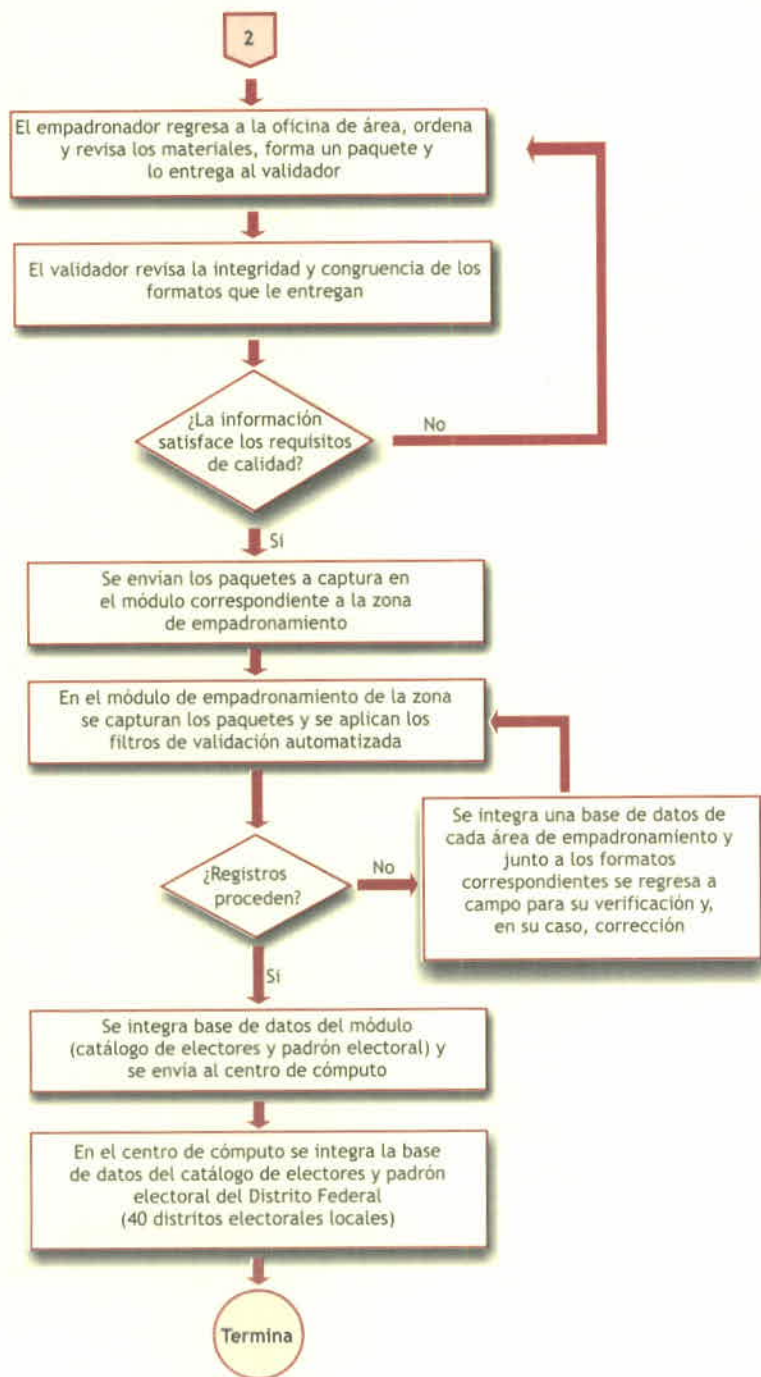 2
El empadronador regresa a la oficina de área, ordena
y revisa los materiales, forma un paquete y
lo entrega al validador
El validador revisa la integridad y congruencia de los
formatos que le entregan
¿La información
satisface los requisitos
de calidad?
No
Sí
Se envían los paquetes a captura en
el módulo correspondiente a la zona
de empadronamiento
En el módulo de empadronamiento de la zona
se capturan los paquetes y se aplican los
filtros de validación automatizada
¿Registros
proceden?
No
Se integra una base de datos de
cada área de empadronamiento y
junto a los formatos
correspondientes se regresa a
campo para su verificación y,
en su caso, corrección
Sí
Se integra base de datos del módulo
(catálogo de electores y padrón electoral) y
se envía al centro de cómputo
En el centro de cómputo se integra la base
de datos del catálogo de electores y padrón
electoral del Distrito Federal
(40 distritos electorales locales)
Termina